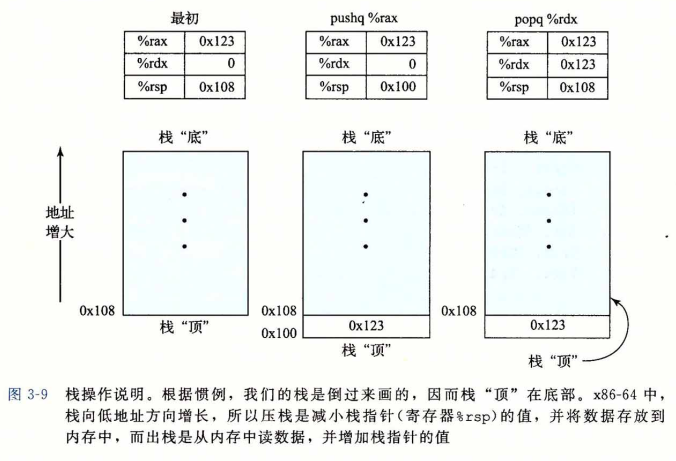 最初
%rax 0x123
%rdx 0
%rsp 0x108
pushq %rax
%rax 0x123
%rdx 0
%rsp 0x100
popq %rdx
%rax 0x123
%rdx 0x123
%rsp 0x108
栈“底”
栈“底”
栈“底”
地址
增大
0x108
栈“顶”
0x108
0x100
0x123
栈“顶”
0x108
0x123
栈“顶”
图 3-9 栈操作说明。根据惯例，我们的栈是倒过来画的，因而栈“顶”在底部。x86-64 中，
栈向低地址方向增长，所以压栈是减小栈指针(寄存器%rsp)的值，并将数据存放到
内存中，而出栈是从内存中读数据，并增加栈指针的值